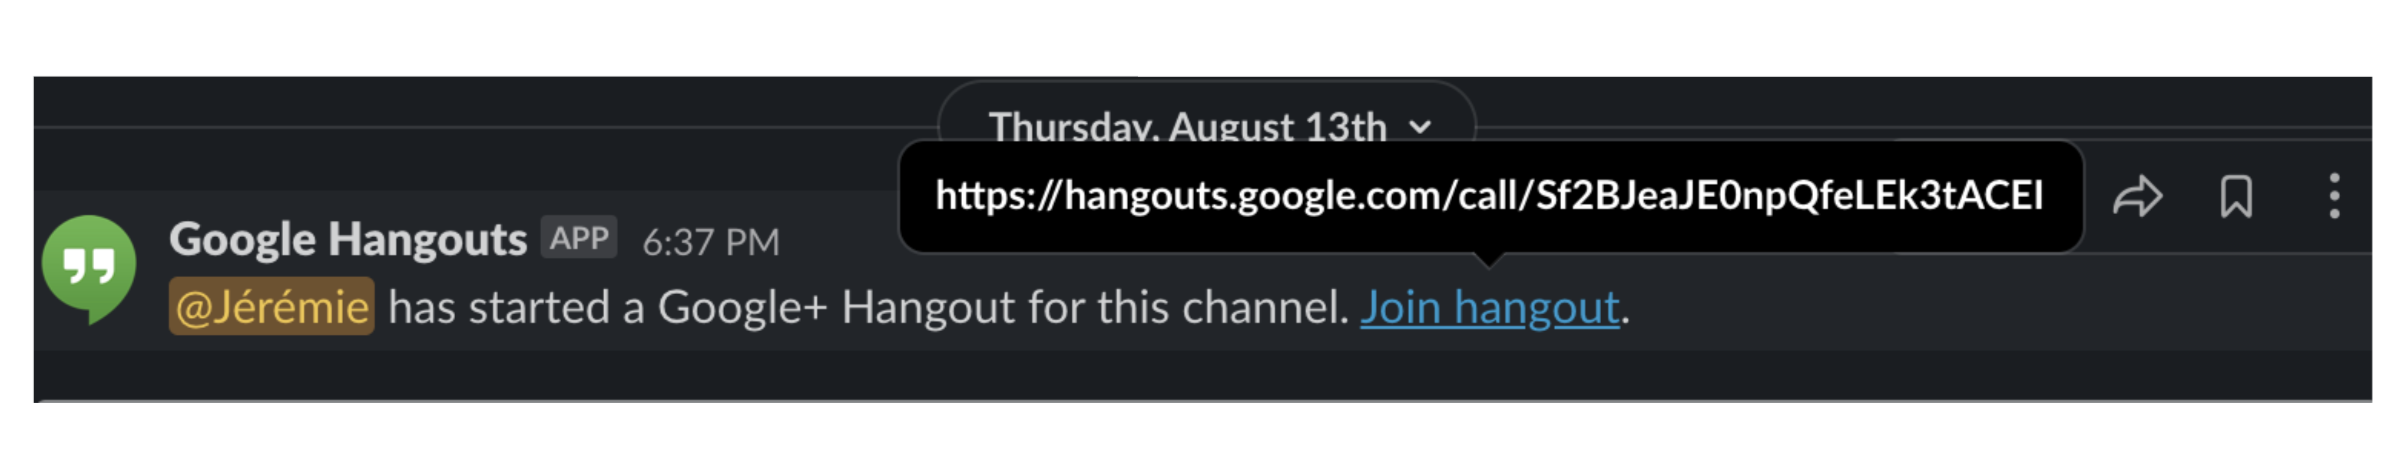 Thursday, August 13th
https://hangouts.google.com/call/Sf2BJeaJE0npQfeLEk3tACEI
Google Hangouts APP 6:37 PM
@Jérémie has started a Google+ Hangout for this channel. Join hangout.